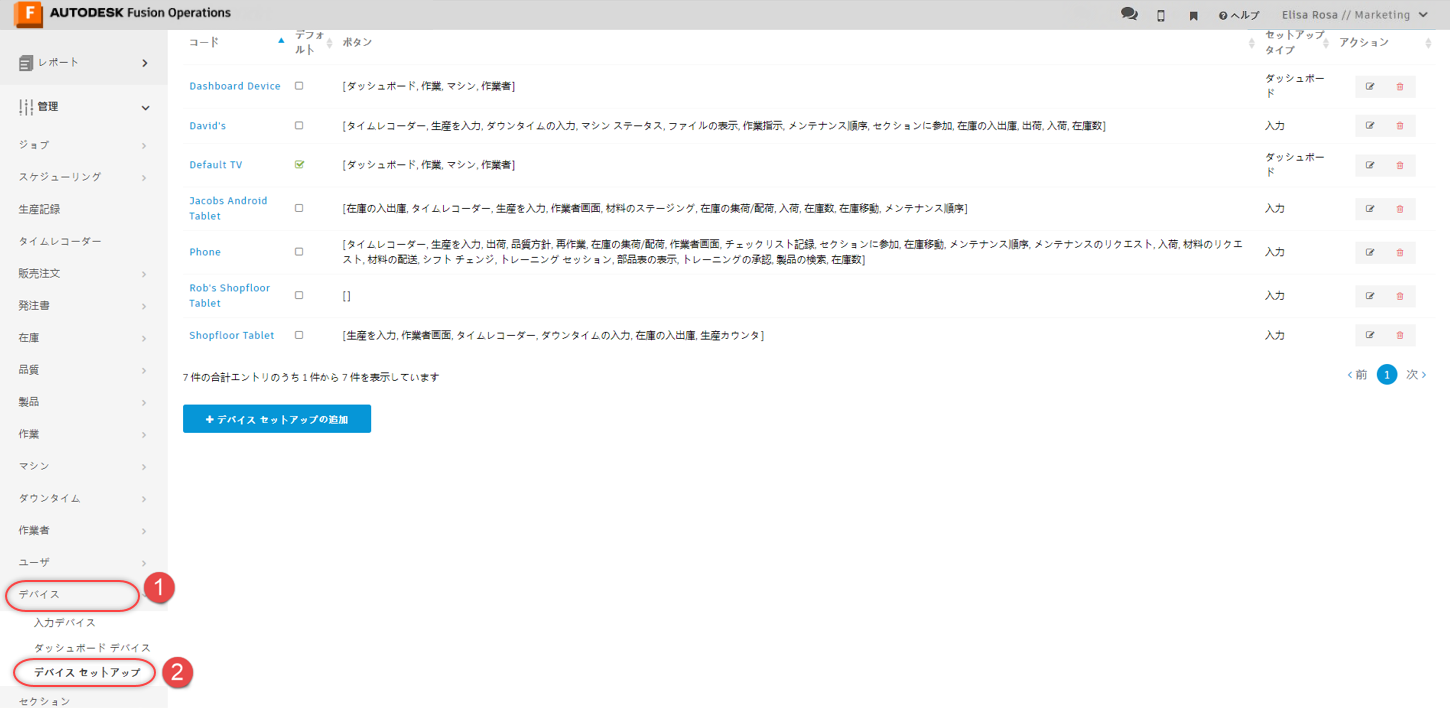 F AUTODESK Fusion Operations
ヘルプ
Elisa Rosa // Marketing
レポート
管理
ジョブ
スケジューリング
生産記録
タイムレコーダー
販売注文
発注書
在庫
品質
製品
作業
マシン
ダウンタイム
作業者
ユーザ
デバイス
1
入力デバイス
ダッシュボード デバイス
デバイス セットアップ
2
セクション
コード
デフォ
ルト
ボタン
セットアップ
タイプ
アクション
Dashboard Device
[ダッシュボード, 作業, マシン, 作業者]
ダッシュボー
ド
David's
[タイムレコーダー, 生産を入力, ダウンタイムの入力, マシン ステータス, ファイルの表示, 作業指示, メンテナンス順序, セクションに参加, 在庫の入出庫, 出荷, 入荷, 在庫数]
入力
Default TV
[ダッシュボード, 作業, マシン, 作業者]
ダッシュボー
ド
Jacobs Android
Tablet
[在庫の入出庫, タイムレコーダー, 生産を入力, 作業者画面, 材料のステージング, 在庫の集荷/配荷, 入荷, 在庫数, 在庫移動, メンテナンス順序]
入力
Phone
[タイムレコーダー, 生産を入力, 出荷, 品質方針, 再作業, 在庫の集荷/配荷, 作業者画面, チェックリスト記録, セクションに参加, 在庫移動, メンテナンス順序, メンテナンスのリクエスト, 入荷, 材料のリクエ
スト, 材料の配送, シフト チェンジ, トレーニング セッション, 部品表の表示, トレーニングの承認, 製品の検索, 在庫数]
入力
Rob's Shopfloor
Tablet
[]
入力
Shopfloor Tablet
[生産を入力, 作業者画面, タイムレコーダー, ダウンタイムの入力, 在庫の入出庫, 生産カウンタ]
入力
7 件の合計エントリのうち 1 件から 7 件を表示しています
前 1 次
+ デバイス セットアップの追加